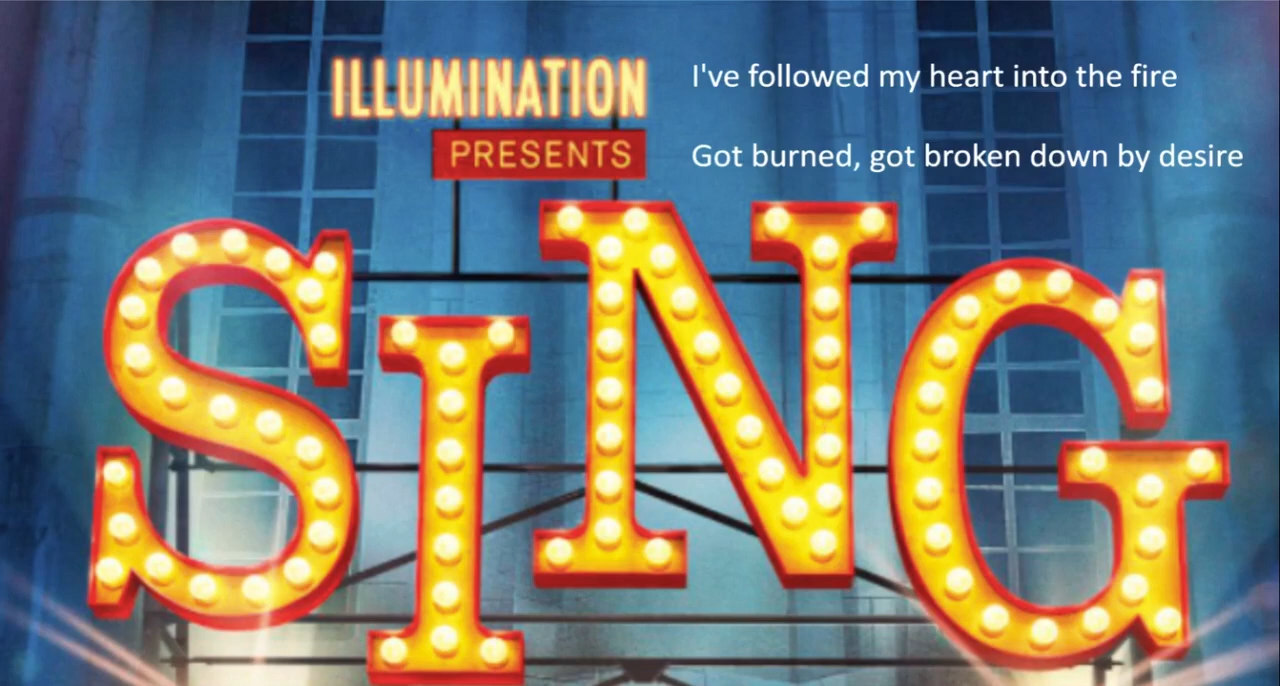 ILLUMINATION
PRESENTS
SING
I've followed my heart into the fire
Got burned, got broken down by desire